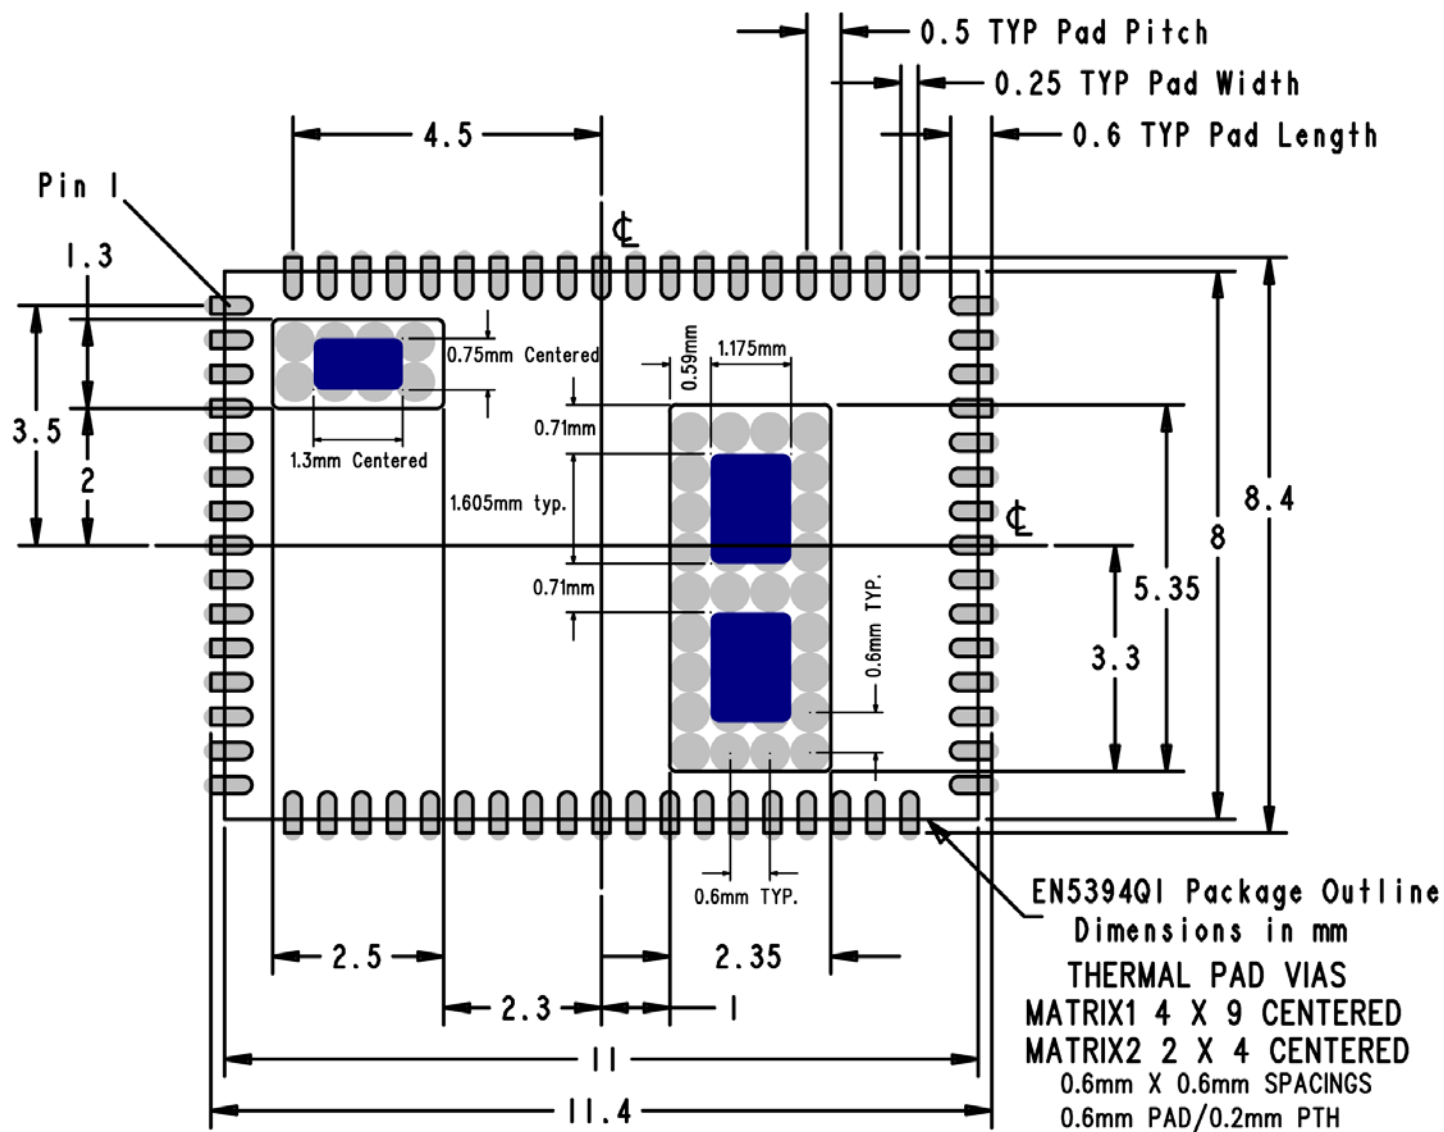 0.5 TYP Pad Pitch
0.25 TYP Pad Width
4.5
0.6 TYP Pad Length
Pin 1
℄
1.3
0.75mm Centered
0.59mm
1.175mm
3.5
0.71mm
1.3mm Centered
2
1.605mm typ.
8.4
℄
8
0.71mm
5.35
0.6mm TYP.
3.3
0.6mm TYP.
EN5394QI Package Outline
Dimensions in mm
2.5
2.35
THERMAL PAD VIAS
2.3
1
MATRIX1 4 X 9 CENTERED
11
MATRIX2 2 X 4 CENTERED
0.6mm X 0.6mm SPACINGS
11.4
0.6mm PAD/0.2mm PTH